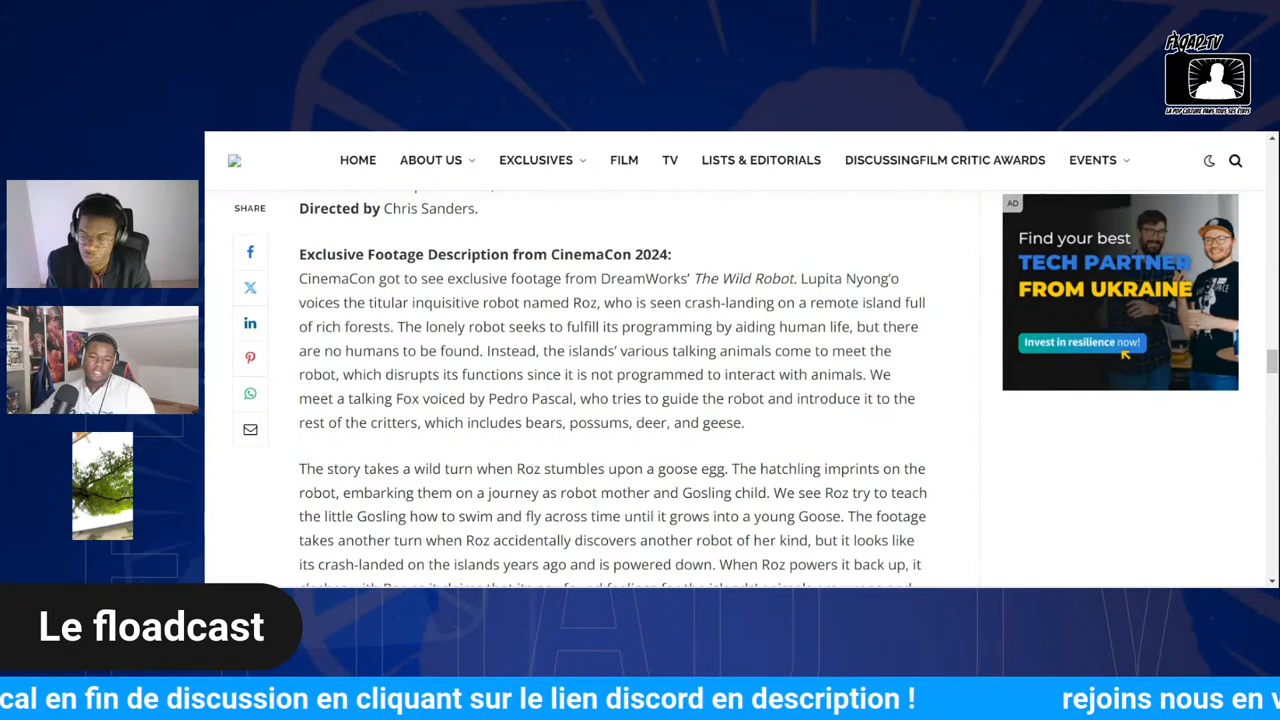 FLOADTV
LA POP CULTURE DANS TOUS SES ÉTATS
HOME ABOUT US EXCLUSIVES FILM TV LISTS & EDITORIALS DISCUSSINGFILM CRITIC AWARDS EVENTS
SHARE
Directed by Chris Sanders.
Exclusive Footage Description from CinemaCon 2024:
CinemaCon got to see exclusive footage from DreamWorks’ The Wild Robot. Lupita Nyong’o
voices the titular inquisitive robot named Roz, who is seen crash-landing on a remote island full
of rich forests. The lonely robot seeks to fulfill its programming by aiding human life, but there
are no humans to be found. Instead, the islands’ various talking animals come to meet the
robot, which disrupts its functions since it is not programmed to interact with animals. We
meet a talking Fox voiced by Pedro Pascal, who tries to guide the robot and introduce it to the
rest of the critters, which includes bears, possums, deer, and geese.
The story takes a wild turn when Roz stumbles upon a goose egg. The hatchling imprints on the
robot, embarking them on a journey as robot mother and Gosling child. We see Roz try to teach
the little Gosling how to swim and fly across time until it grows into a young Goose. The footage
takes another turn when Roz accidentally discovers another robot of her kind, but it looks like
its crash-landed on the islands years ago and is powered down. When Roz powers it back up, it
AD
Find your best
TECH PARTNER
FROM UKRAINE
Invest in resilience now!
Le floadcast
cal en fin de discussion en cliquant sur le lien discord en description ! rejoins nous en v